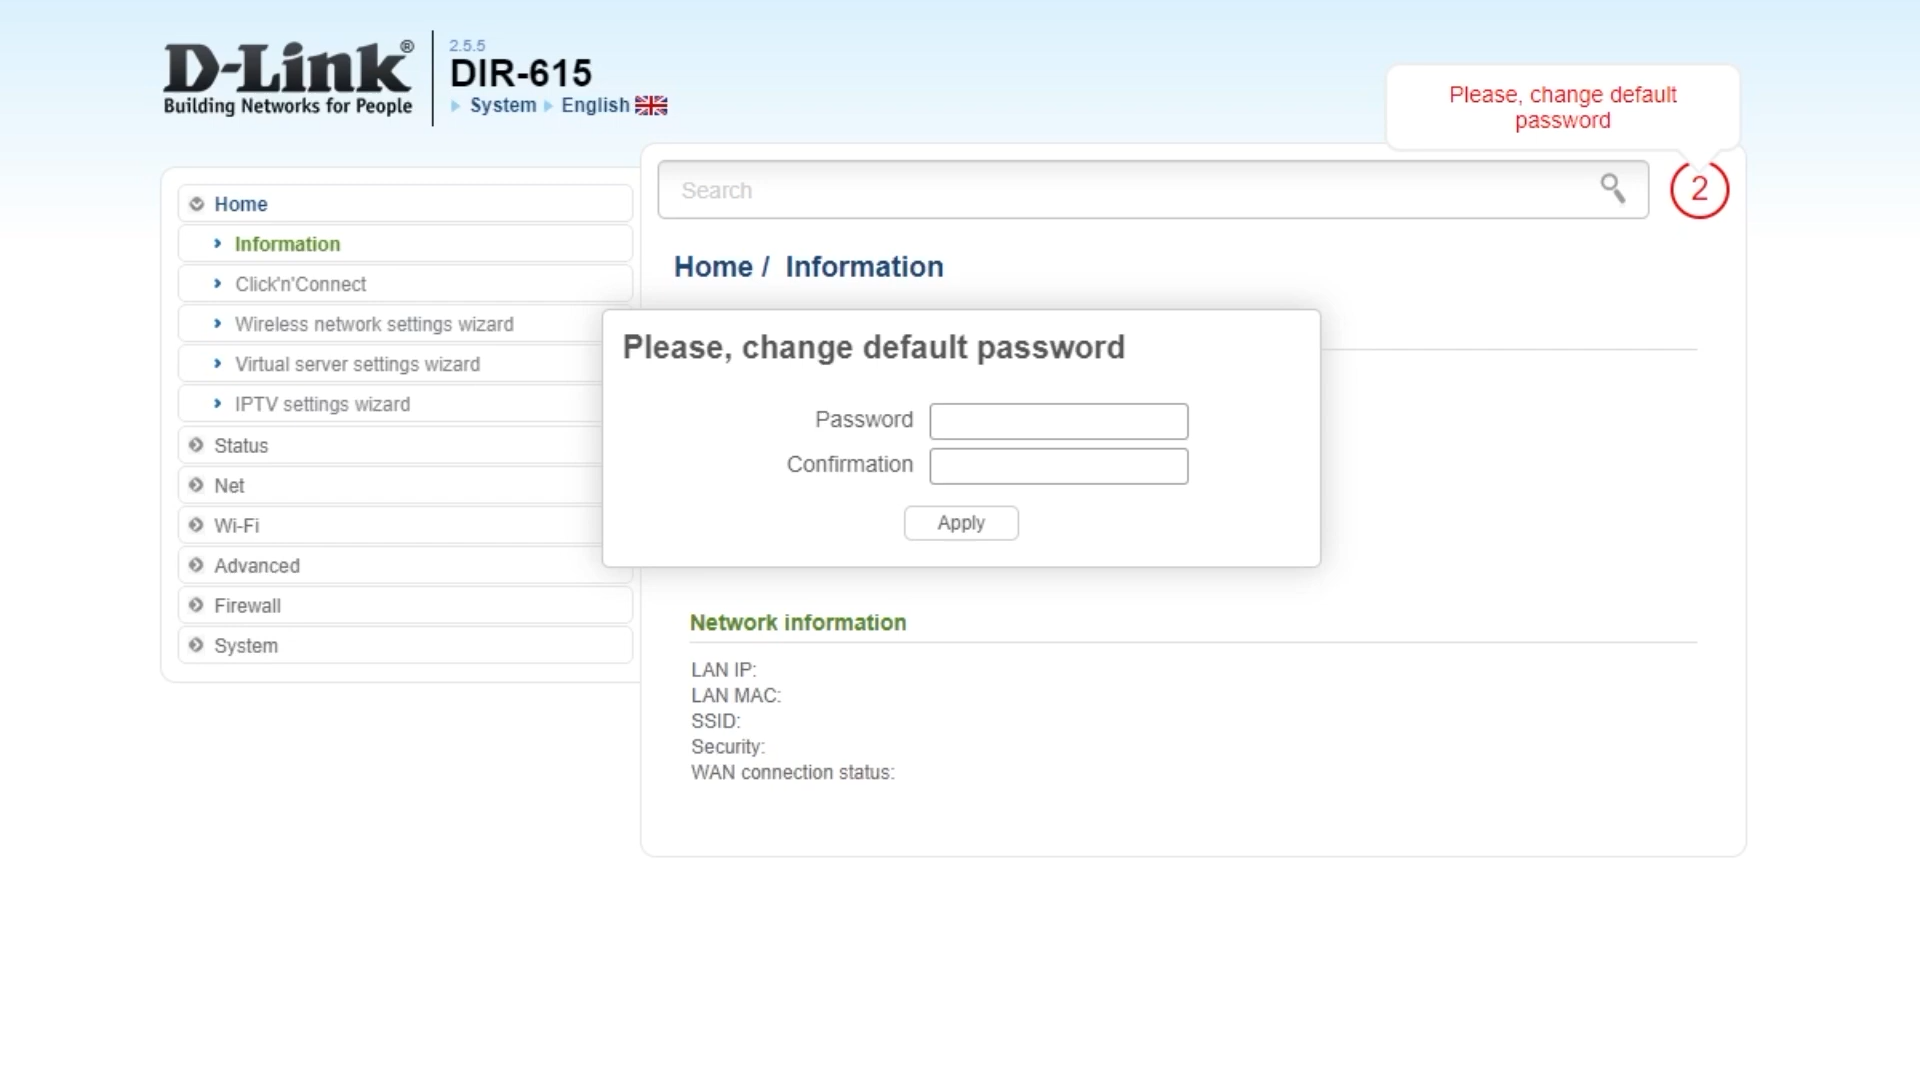 D-Link®
Building Networks for People
2.5.5
DIR-615
System English
Please, change default
password
2
Search
Home
Information
Click'n'Connect
Wireless network settings wizard
Virtual server settings wizard
IPTV settings wizard
Status
Net
Wi-Fi
Advanced
Firewall
System
Home / Information
Please, change default password
Password
Confirmation
Apply
Network information
LAN IP:
LAN MAC:
SSID:
Security:
WAN connection status: